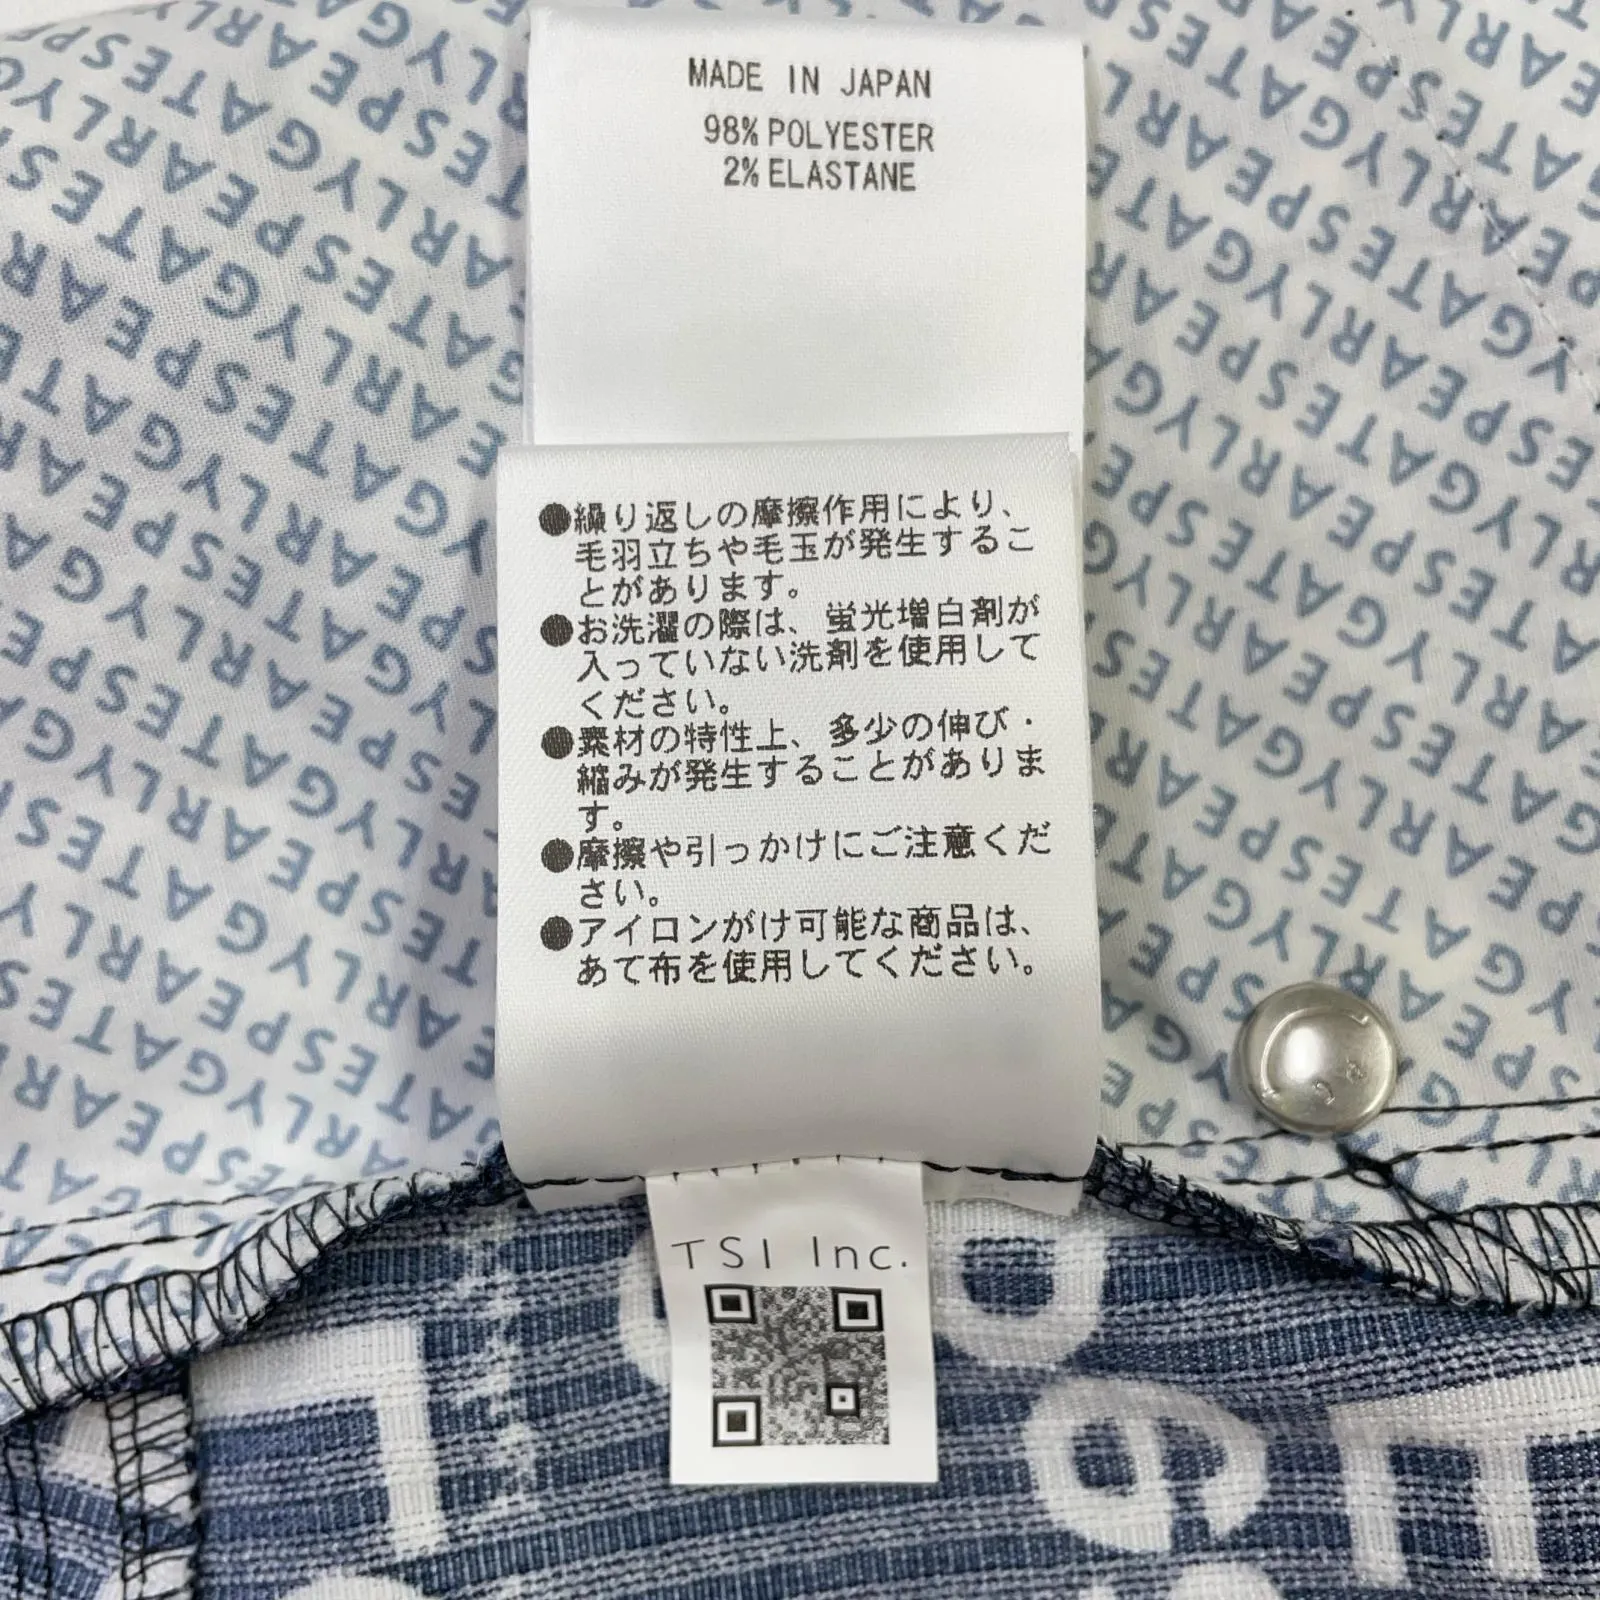 MADE IN JAPAN
98% POLYESTER
2% ELASTANE
●繰り返しの摩擦作用により、
毛羽立ちや毛玉が発生するこ
とがあります。
●お洗濯の際は、蛍光増白剤が
入っていない洗剤を使用して
ください。
●素材の特性上、多少の伸び・
縮みが発生することがありま
す。
●摩擦や引っかけにご注意くだ
さい。
●アイロンがけ可能な商品は、
あて布を使用してください。
TSI Inc.
PEARLY GATES